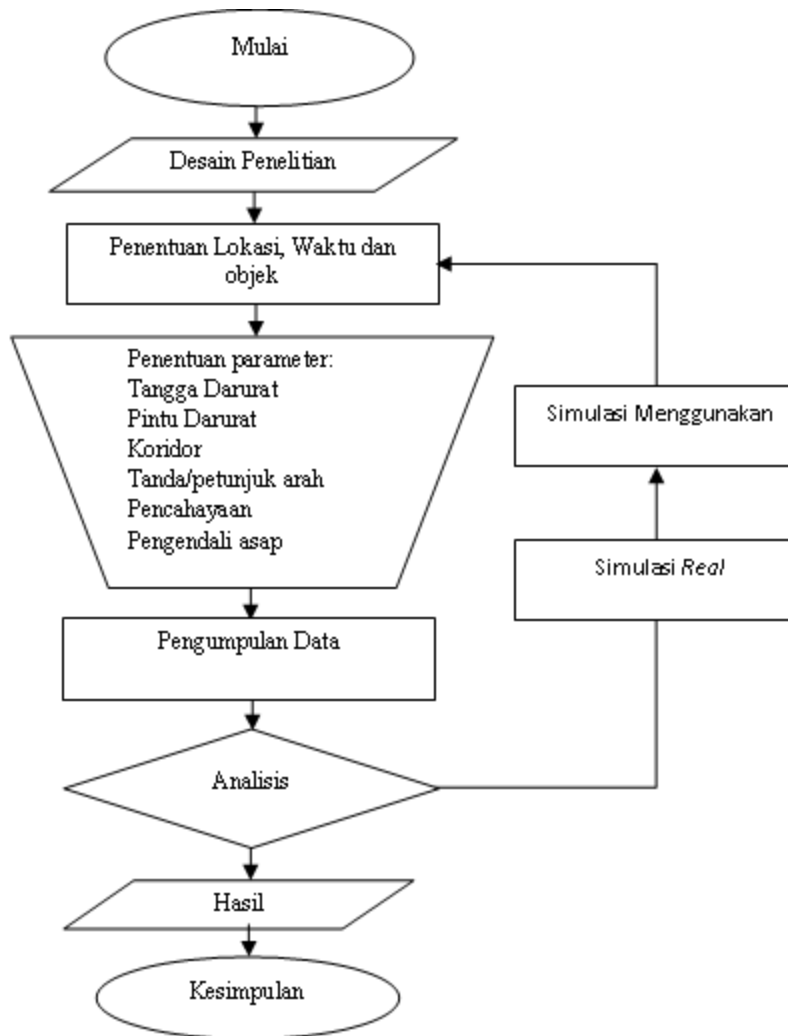 Mulai
Desain Penelitian
Penentuan Lokasi, Waktu dan
objek
Penentuan parameter:
Tangga Darurat
Pintu Darurat
Koridor
Tanda/petunjuk arah
Pencahayaan
Pengendali asap
Pengumpulan Data
Analisis
Hasil
Kesimpulan
Simulasi Menggunakan
Simulasi Real